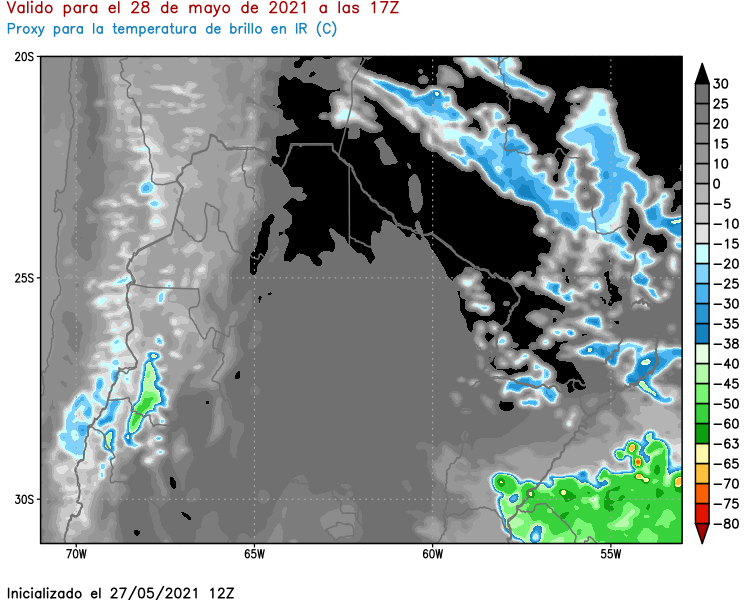 Valido para el 28 de mayo de 2021 a las 17Z
Proxy para la temperatura de brillo en IR (C)
20S
25S
30S
70W
65W
60W
55W
30
25
20
15
10
0
−5
−10
−15
−20
−25
−30
−35
−38
−40
−45
−50
−60
−63
−65
−70
−75
−80
Inicializado el 27/05/2021 12Z